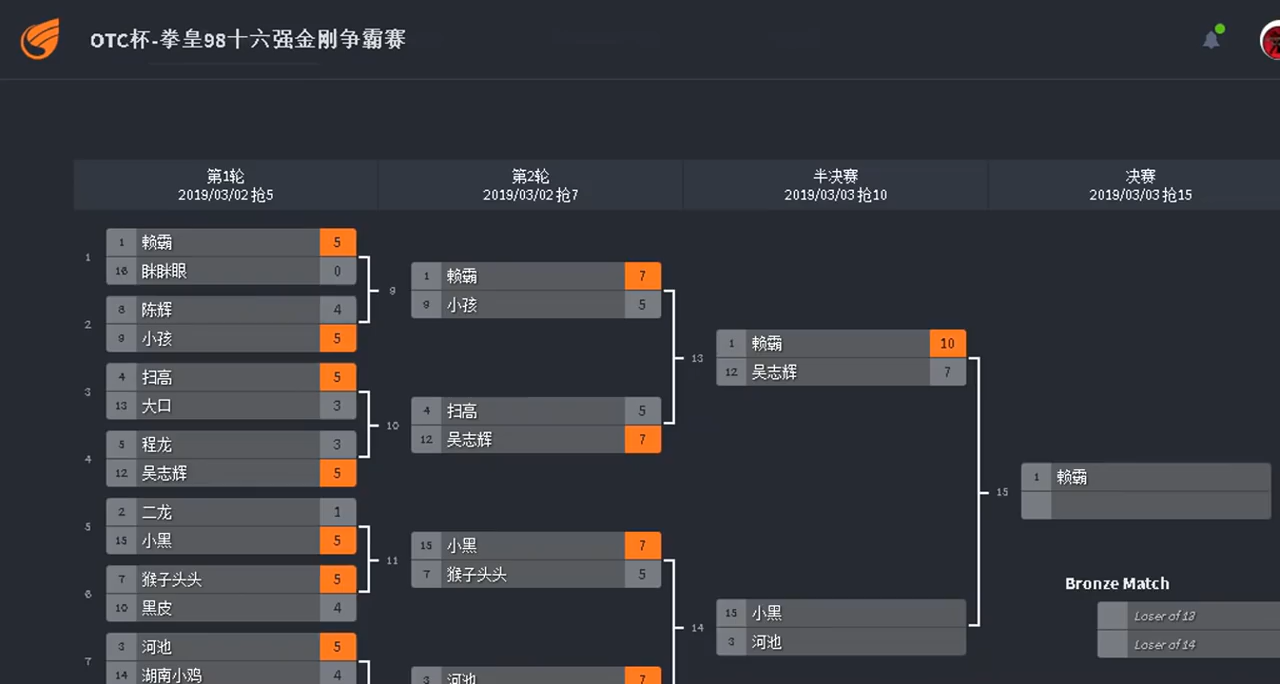 OTC杯-拳皇98十六强金刚争霸赛
第1轮
2019/03/02 抢5
第2轮
2019/03/02 抢7
半决赛
2019/03/03 抢10
决赛
2019/03/03 抢15
1
1 赖霸 5
16 眯眯眼 0
2
8 陈辉 4
9 小孩 5
3
4 扫高 5
13 大口 3
4
5 程龙 3
12 吴志辉 5
5
2 二龙 1
15 小黑 5
6
7 猴子头头 5
10 黑皮 4
7
3 河池 5
14 湖南小鸡 4
9
1 赖霸 7
9 小孩 5
10
4 扫高 5
12 吴志辉 7
11
15 小黑 7
7 猴子头头 5
3 河池 7
13
1 赖霸 10
12 吴志辉 7
14
15 小黑
3 河池
15
1 赖霸
Bronze Match
Loser of 13
Loser of 14